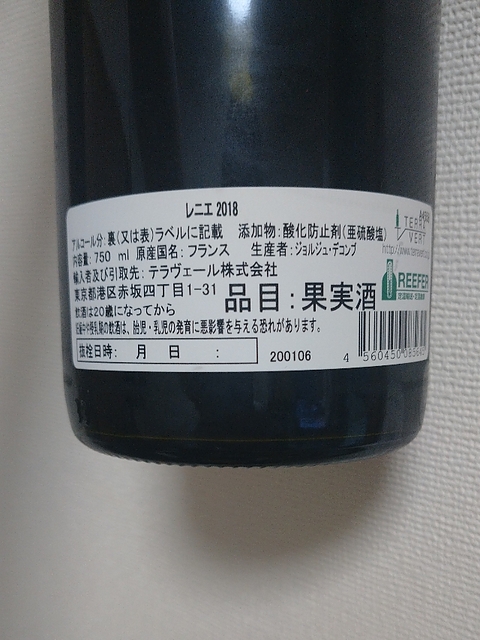 レニエ 2018
アルコール分:裏(又は表)ラベルに記載 添加物:酸化防止剤(亜硫酸塩)
内容量:750 ml 原産国名:フランス 生産者:ジョルジュ・デコンブ
輸入者及び引取先:テラヴェール株式会社
東京都港区赤坂四丁目1-31
品目:果実酒
飲酒は20歳になってから
妊娠中や授乳期の飲酒は、胎児・乳児の発育に悪影響を与える恐れがあります。
抜栓日時: 月 日 :
200106
TERRA
VERT
REEFER
4 560450